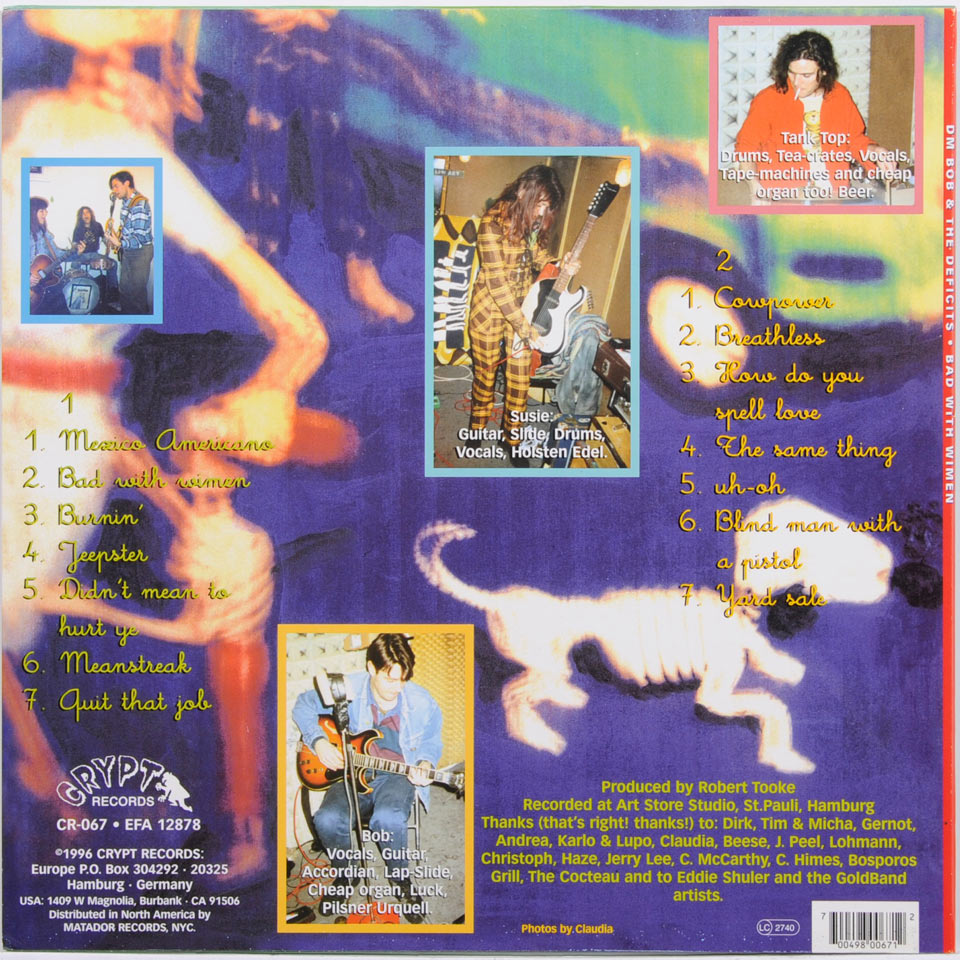 Tank Top:
Drums, Tea-crates, Vocals,
Tape-machines and cheap
organ too! Beer.
Susie:
Guitar, Slide, Drums,
Vocals, Holsten Edel.
1
1. Mexico Americano
2. Bad with wimen
3. Burnin'
4. Jeepster
5. Didn't mean to
hurt ye
6. Meanstreak
7. Quit that job
2
1. Cowpower
2. Breathless
3. How do you
spell love
4. The same thing
5. uh-oh
6. Blind man with
a pistol
7. Yard sale
DM BOB & THE DEFICITS • BAD WITH WIMEN
Bob:
Vocals, Guitar,
Accordian, Lap-Slide,
Cheap organ, Luck,
Pilsner Urquell.
CRYPT
RECORDS
CR-067 • EFA 12878
©1996 CRYPT RECORDS:
Europe P.O. Box 304292 · 20325
Hamburg · Germany
USA: 1409 W Magnolia, Burbank · CA 91506
Distributed in North America by
MATADOR RECORDS, NYC.
Produced by Robert Tooke
Recorded at Art Store Studio, St.Pauli, Hamburg
Thanks (that's right! thanks!) to: Dirk, Tim & Micha, Gernot,
Andrea, Karlo & Lupo, Claudia, Beese, J. Peel, Lohmann,
Christoph, Haze, Jerry Lee, C. McCarthy, C. Himes, Bosporos
Grill, The Cocteau and to Eddie Shuler and the GoldBand
artists.
Photos by Claudia
LC 2740
7 00498 00671 2